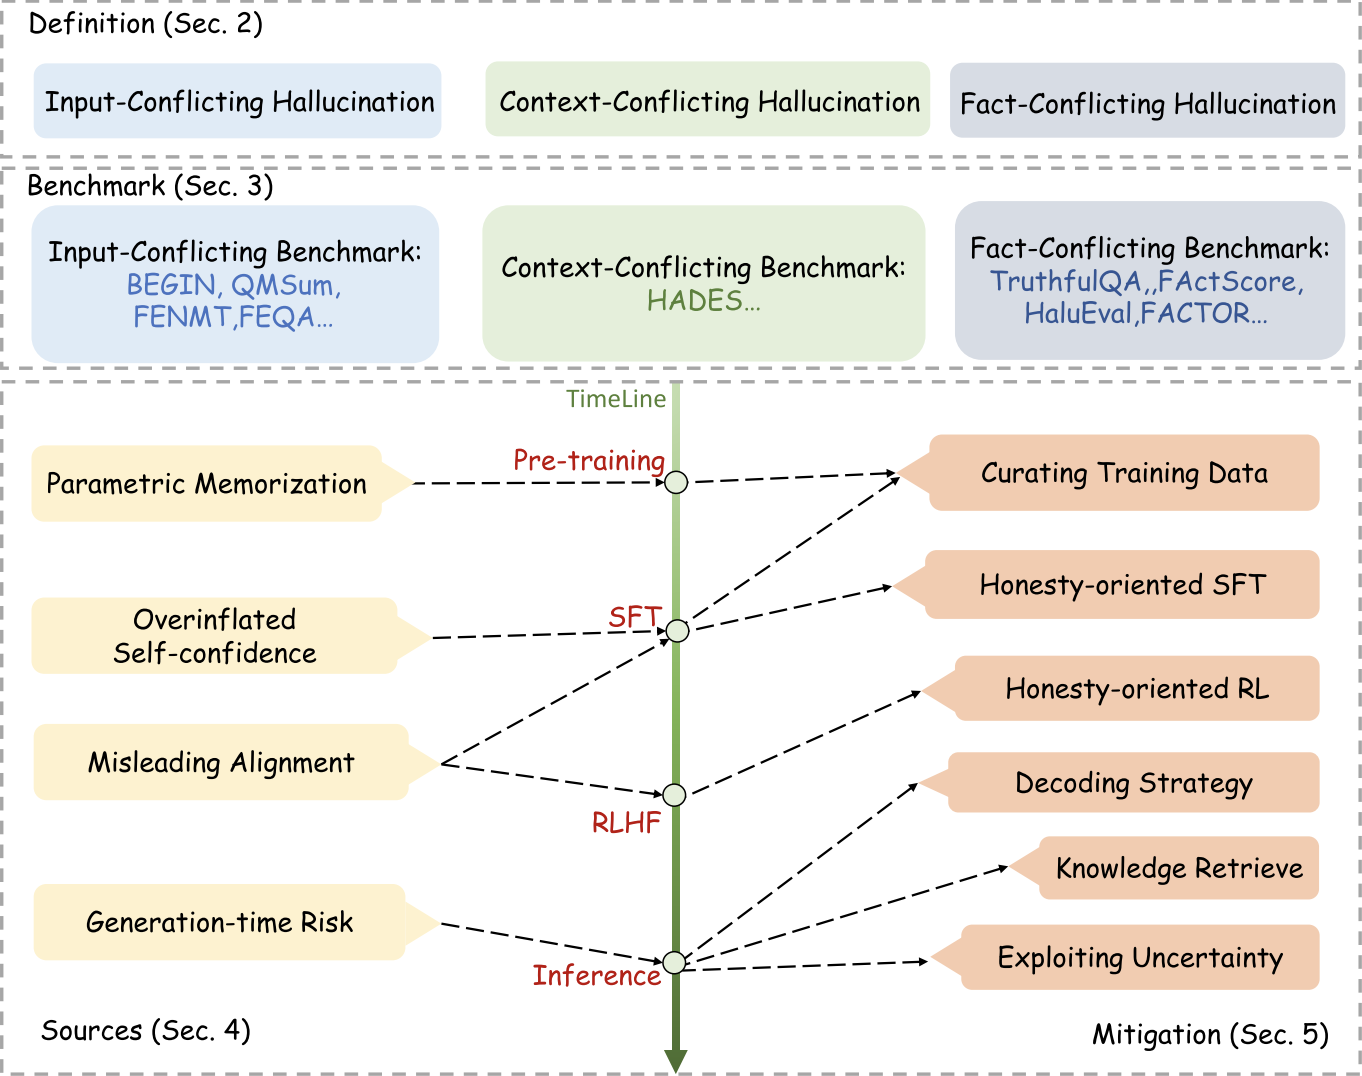 Definition (Sec. 2)
Input-Conflicting Hallucination
Context-Conflicting Hallucination
Fact-Conflicting Hallucination
Benchmark (Sec. 3)
Input-Conflicting Benchmark:
BEGIN, QMSum,
FENMT,FEQA...
Context-Conflicting Benchmark:
HADES...
Fact-Conflicting Benchmark:
TruthfulQA,,FActScore,
HaluEval,FACTOR...
TimeLine
Parametric Memorization
Pre-training
Curating Training Data
Overinflated
Self-confidence
SFT
Honesty-oriented SFT
Honesty-oriented RL
Misleading Alignment
RLHF
Decoding Strategy
Knowledge Retrieve
Generation-time Risk
Inference
Exploiting Uncertainty
Sources (Sec. 4)
Mitigation (Sec. 5)